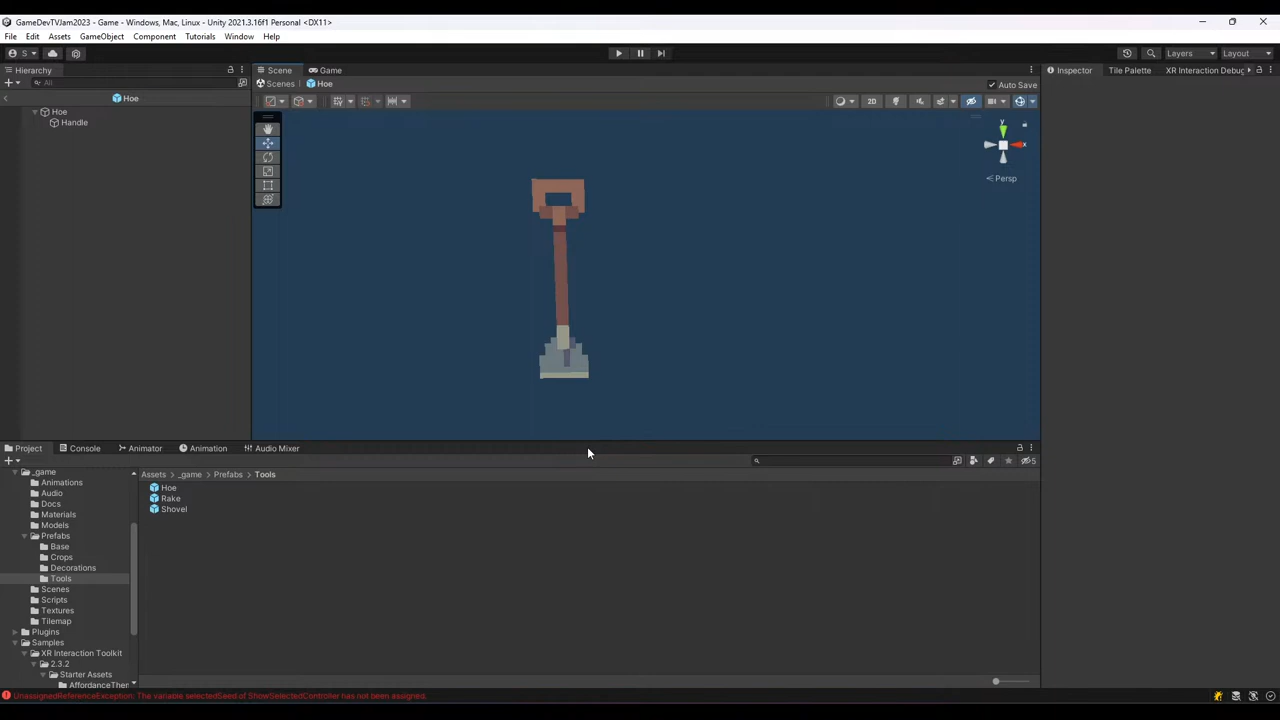 GameDevTVJam2023 - Game - Windows, Mac, Linux - Unity 2021.3.16f1 Personal <DX11>
File Edit Assets GameObject Component Tutorials Window Help
S Layers Layout
Hierarchy Scene Game Inspector Tile Palette XR Interaction Debug
All Scenes Hoe Auto Save
Hoe 2D
Hoe
Handle
y
x
Persp
Project Console Animator Animation Audio Mixer
5
_game Assets _game Prefabs Tools
Animations Hoe
Audio Rake
Docs Shovel
Materials
Models
Prefabs
Base
Crops
Decorations
Tools
Scenes
Scripts
Textures
Tilemap
Plugins
Samples
XR Interaction Toolkit
2.3.2
Starter Assets
AffordanceThem
UnassignedReferenceException: The variable selectedSeed of ShowSelectedController has not been assigned.